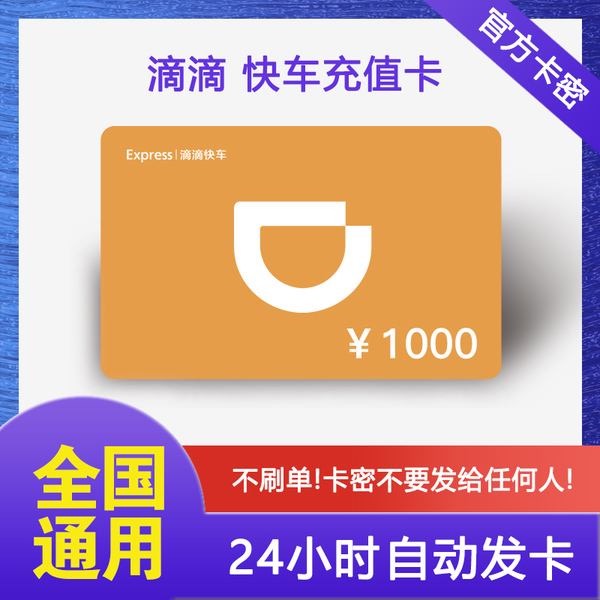 官方卡密
滴滴 快车充值卡
Express|滴滴快车
¥1000
全国
通用
不刷单!卡密不要发给任何人!
24小时自动发卡